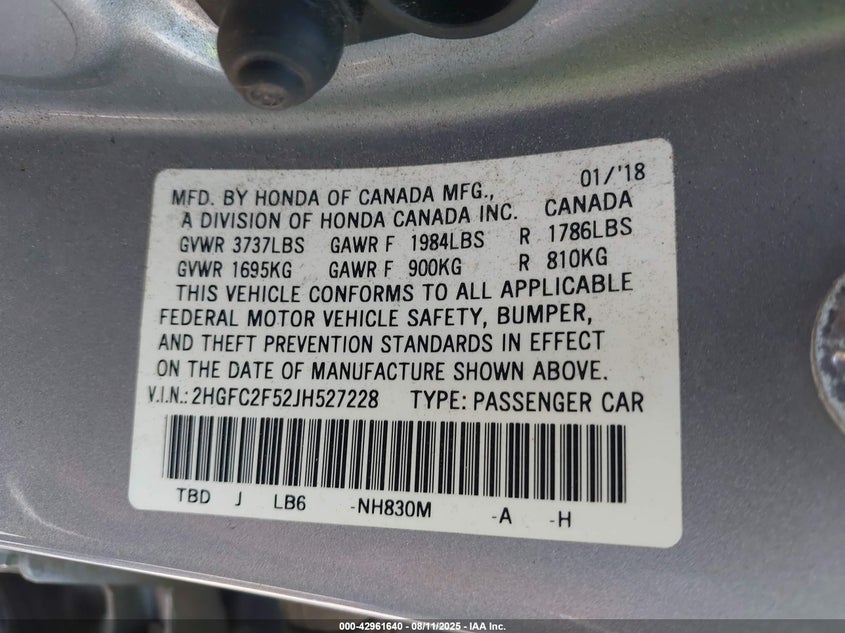 01/'18
MFD. BY HONDA OF CANADA MFG.,
A DIVISION OF HONDA CANADA INC. CANADA
GVWR 3737LBS GAWR F 1984LBS R 1786LBS
GVWR 1695KG GAWR F 900KG R 810KG
THIS VEHICLE CONFORMS TO ALL APPLICABLE
FEDERAL MOTOR VEHICLE SAFETY, BUMPER,
AND THEFT PREVENTION STANDARDS IN EFFECT
ON THE DATE OF MANUFACTURE SHOWN ABOVE.
V.I.N.: 2HGFC2F52JH527228 TYPE: PASSENGER CAR
TBD J LB6 -NH830M -A -H
000-42961640 - 08/11/2025 - IAA Inc.